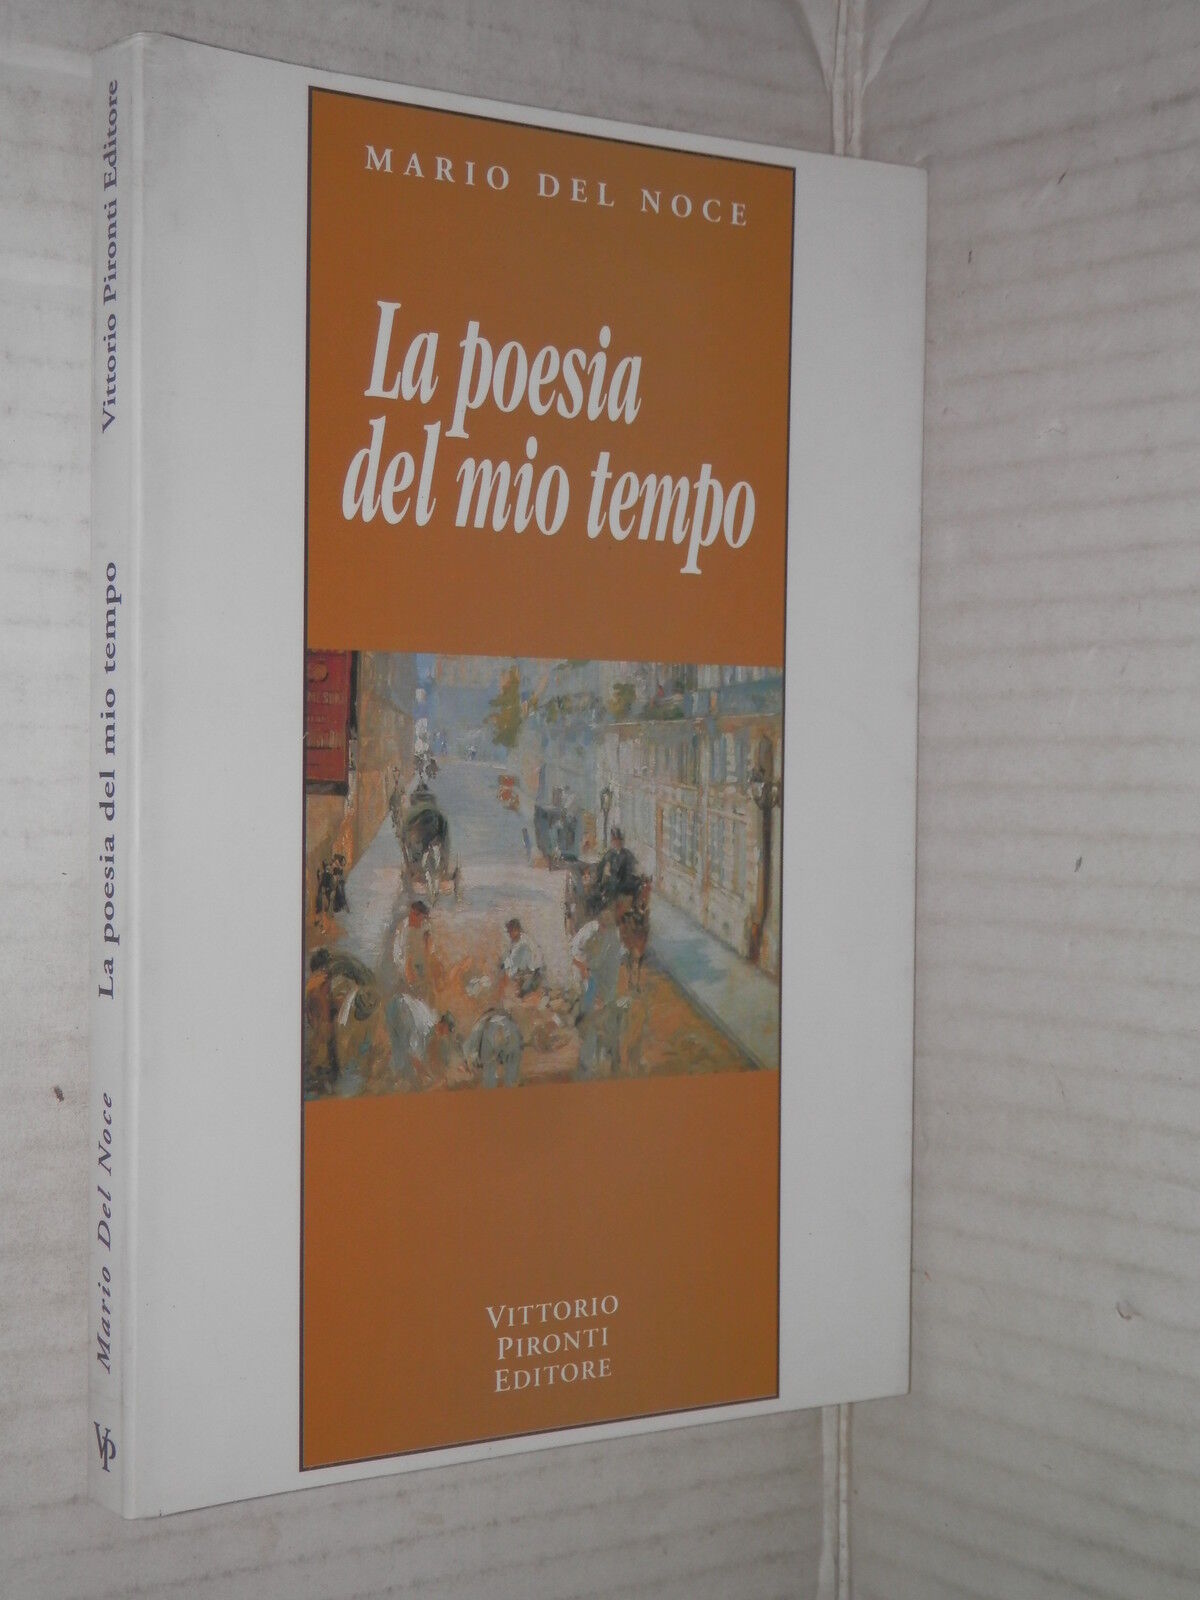 MARIO DEL NOCE
La poesia
del mio tempo
VITTORIO
PIRONTI
EDITORE
Mario Del Noce
La poesia del mio tempo
Vittorio Pironti Editore
VP